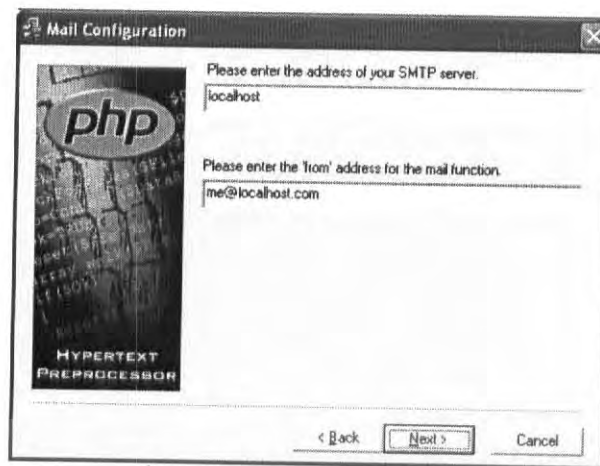 Mail Configuration
php
HYPERTEXT
PREPROCESSOR
Please enter the address of your SMTP server.
localhost
Please enter the 'from' address for the mail function.
me@localhost.com
< Back
Next >
Cancel